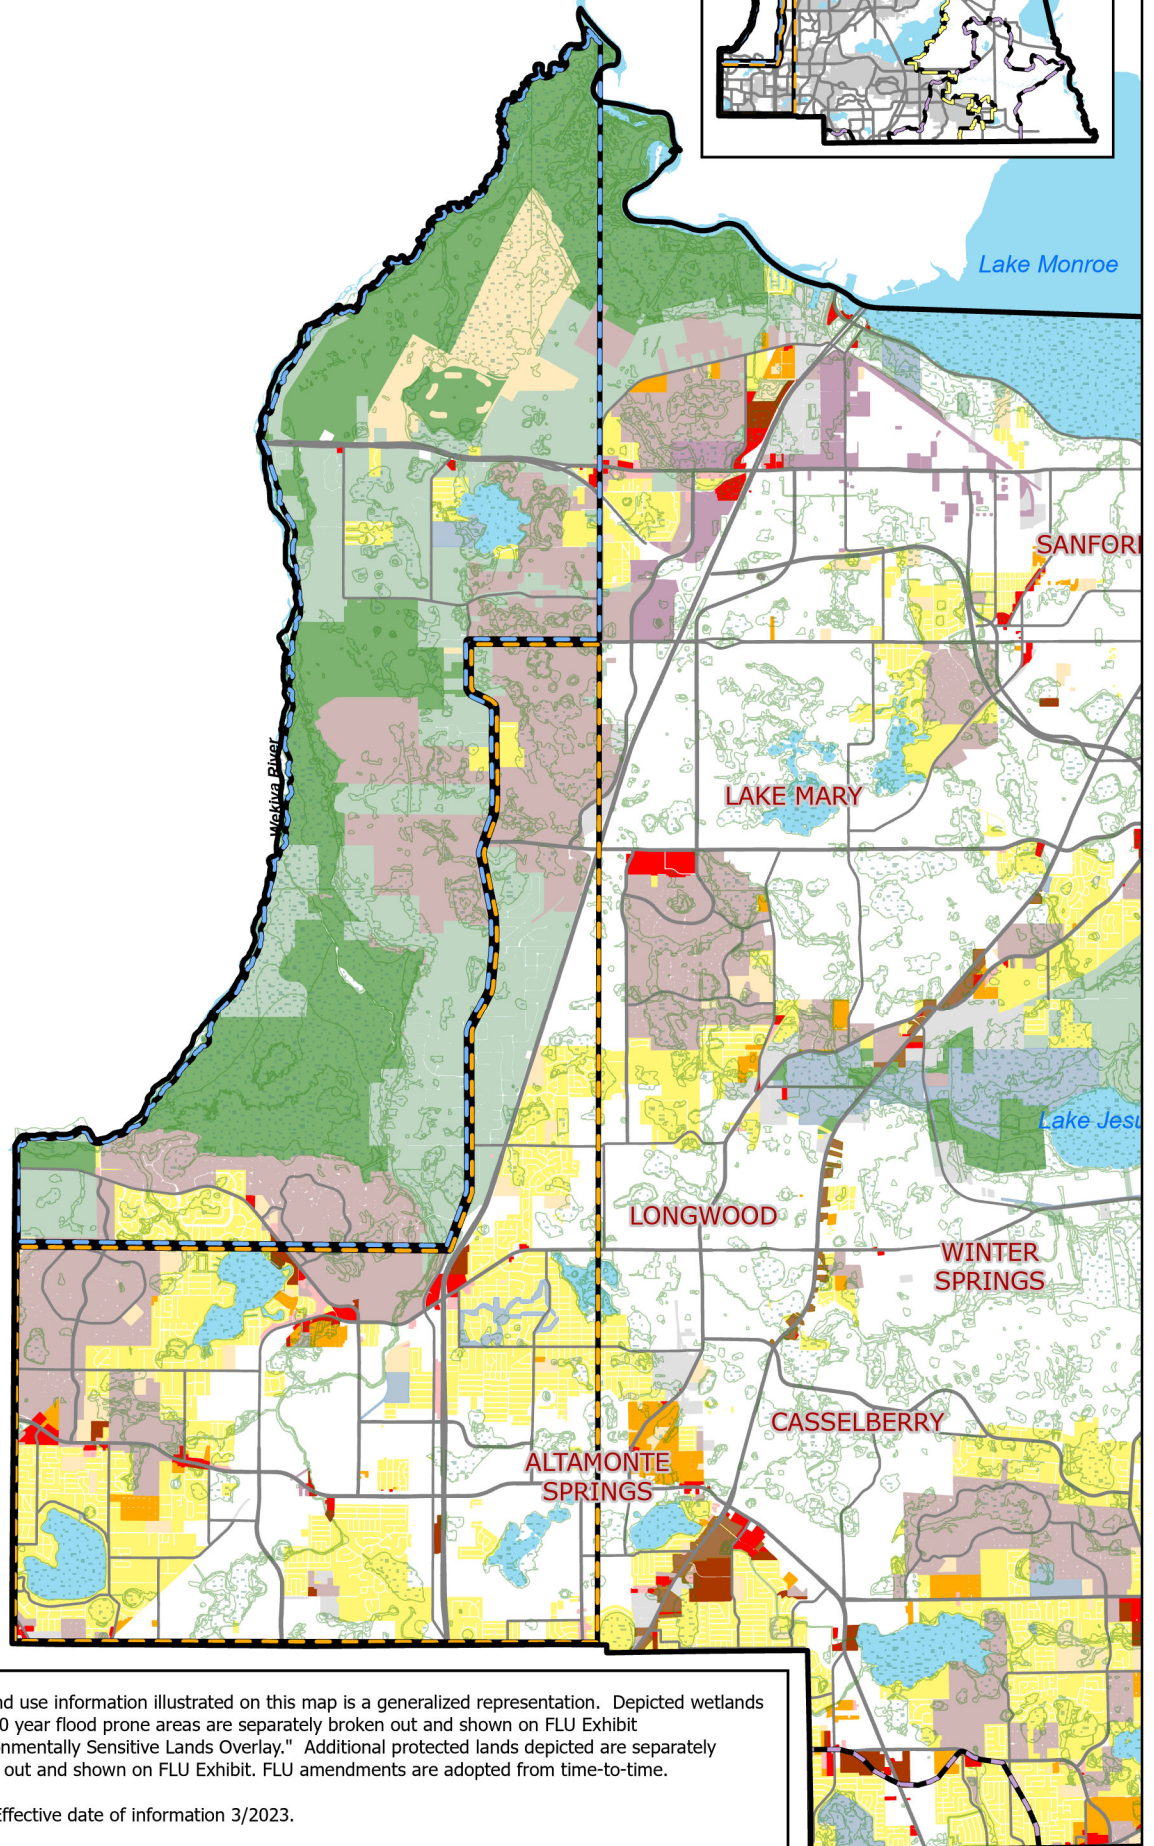 Lake Monroe
SANFOR
Wekiva River
LAKE MARY
Lake Jesu
LONGWOOD
WINTER
SPRINGS
CASSELBERRY
ALTAMONTE
SPRINGS
nd use information illustrated on this map is a generalized representation. Depicted wetlands
0 year flood prone areas are separately broken out and shown on FLU Exhibit
onmentally Sensitive Lands Overlay." Additional protected lands depicted are separately
out and shown on FLU Exhibit. FLU amendments are adopted from time-to-time.
Effective date of information 3/2023.